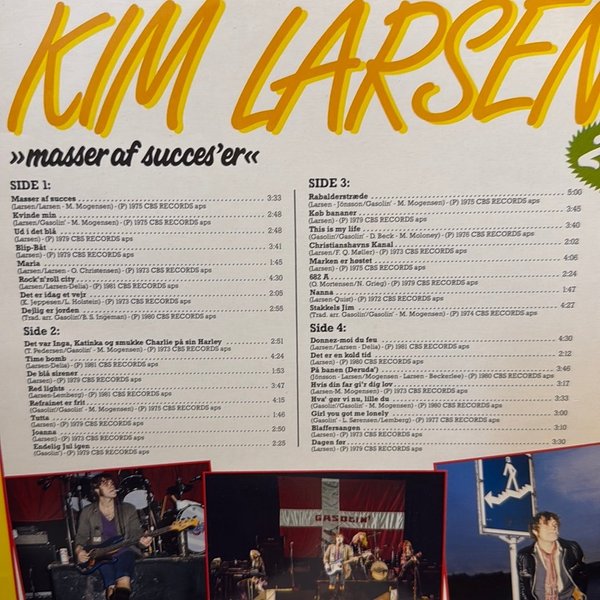 KIM LARSEN
»masser af succes'er«
2
SIDE 1:
Masser af succes 3:33
(Larsen/Larsen - M. Mogensen) - (P) 1975 CBS RECORDS aps
Kvinde min 2:48
(Larsen/Gasolin' - M. Mogensen) - (P) 1975 CBS RECORDS aps
Ud i det blå 2:48
(Larsen) - (P) 1979 CBS RECORDS aps
Blip-Båt 3:41
(Larsen) - (P) 1979 CBS RECORDS aps
Maria 1:45
(Larsen/Larsen - O. Christensen) - (P) 1973 CBS RECORDS aps
Rock'n'roll city 4:30
(Larsen/Larsen-Delia) - (P) 1981 CBS RECORDS aps
Det er idag et vejr 2:05
(K. Jeppesen/L. Holstein) - (P) 1973 CBS RECORDS aps
Dejlig er jorden 2:55
(Trad. arr. Gasolin'/B. S. Ingeman) - (P) 1980 CBS RECORDS aps
Side 2:
Det var Inga, Katinka og smukke Charlie på sin Harley 2:51
(T. Pedersen/Gasolin' - M. Mogensen) - (P) 1973 CBS RECORDS aps
Time bomb 4:24
(Larsen-Delia) - (P) 1981 CBS RECORDS aps
De blå sirener 1:53
(Larsen) - (P) 1979 CBS RECORDS aps
Red lights 3:47
(Larsen-Lemberg) - (P) 1981 CBS RECORDS aps
Refrainet er frit 4:15
(Gasolin'/Gasolin' - M. Mogensen) - (P) 1975 CBS RECORDS aps
Tutta 1:46
(Larsen) - (P) 1979 CBS RECORDS aps
Joanna 2:50
(Larsen) - (P) 1973 CBS RECORDS aps
Endelig Jul igen 2:25
(Gasolin') - (P) 1979 CBS RECORDS aps
SIDE 3:
Rabalderstræde 5:00
(Larsen - Jönsson/Gasolin' - M. Mogensen) - (P) 1975 CBS RECORDS aps
Køb bananer 3:45
(Larsen) - (P) 1979 CBS RECORDS aps
This is my life 3:40
(Gasolin'/Gasolin' - D. Beck - M. Moloney) - (P) 1976 CBS RECORDS aps
Christianshavns Kanal 2:02
(Larsen/F. Q. Møller) - (P) 1973 CBS RECORDS aps
Marken er høstet 4:06
(Larsen) - (P) 1975 CBS RECORDS aps
682 A 2:24
(O. Mortensen/N. Grieg) - (P) 1979 CBS RECORDS aps
Nanna 1:47
(Larsen-Quist) - (P) 1972 CBS RECORDS aps
Stakkels Jim 4:27
(Trad. arr. Gasolin'/Gasolin' - M. Mogensen) - (P) 1974 CBS RECORDS aps
Side 4:
Donnez-moi du feu 4:30
(Larsen/Larsen - Delia) - (P) 1981 CBS RECORDS aps
Det er en kold tid 2:12
(Larsen) - (P) 1980 CBS RECORDS aps
På banen (Deruda') 3:46
(Jönsson - Larsen/Mogensen - Larsen - Beckerlee) - (P) 1980 CBS RECORDS aps
Hvis din far gi'r dig lov 3:17
(Larsen-M. Mogensen) - (P) 1973 CBS RECORDS aps
Hva' gør vi nu, lille du 3:33
(Gasolin'/Gasolin' - M. Mogensen) - (P) 1980 CBS RECORDS aps
Girl you got me lonely 3:00
(Gasolin' - L. Sørensen/Lemberg) - (P) 1977 CBS RECORDS aps
Blaffersangen 3:10
(Larsen) - (P) 1973 CBS RECORDS aps
Dagen før 3:30
(Larsen) - (P) 1979 CBS RECORDS aps
GASOLIN'